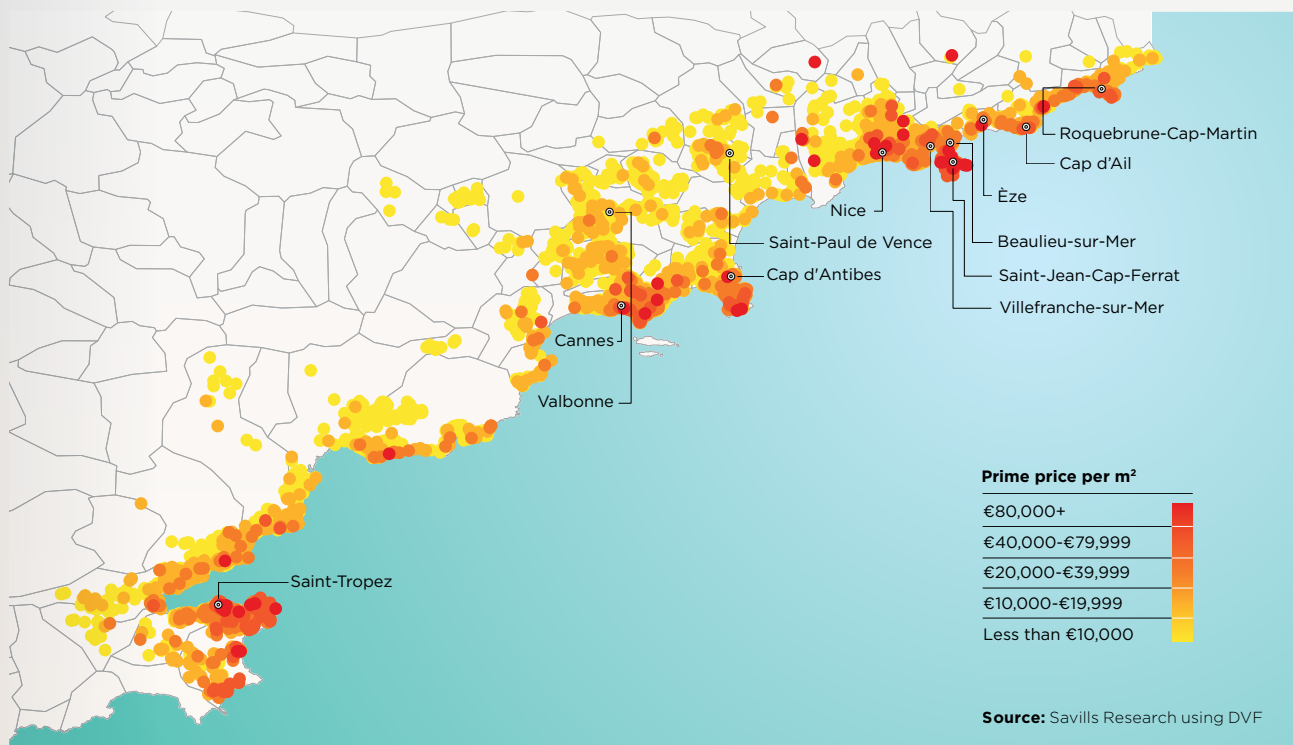 Roquebrune-Cap-Martin
Cap d'Ail
Èze
Nice
Beaulieu-sur-Mer
Saint-Paul de Vence
Cap d'Antibes
Saint-Jean-Cap-Ferrat
Villefranche-sur-Mer
Cannes
Valbonne
Saint-Tropez
Prime price per m²
€80,000+
€40,000-€79,999
€20,000-€39,999
€10,000-€19,999
Less than €10,000
Source: Savills Research using DVF